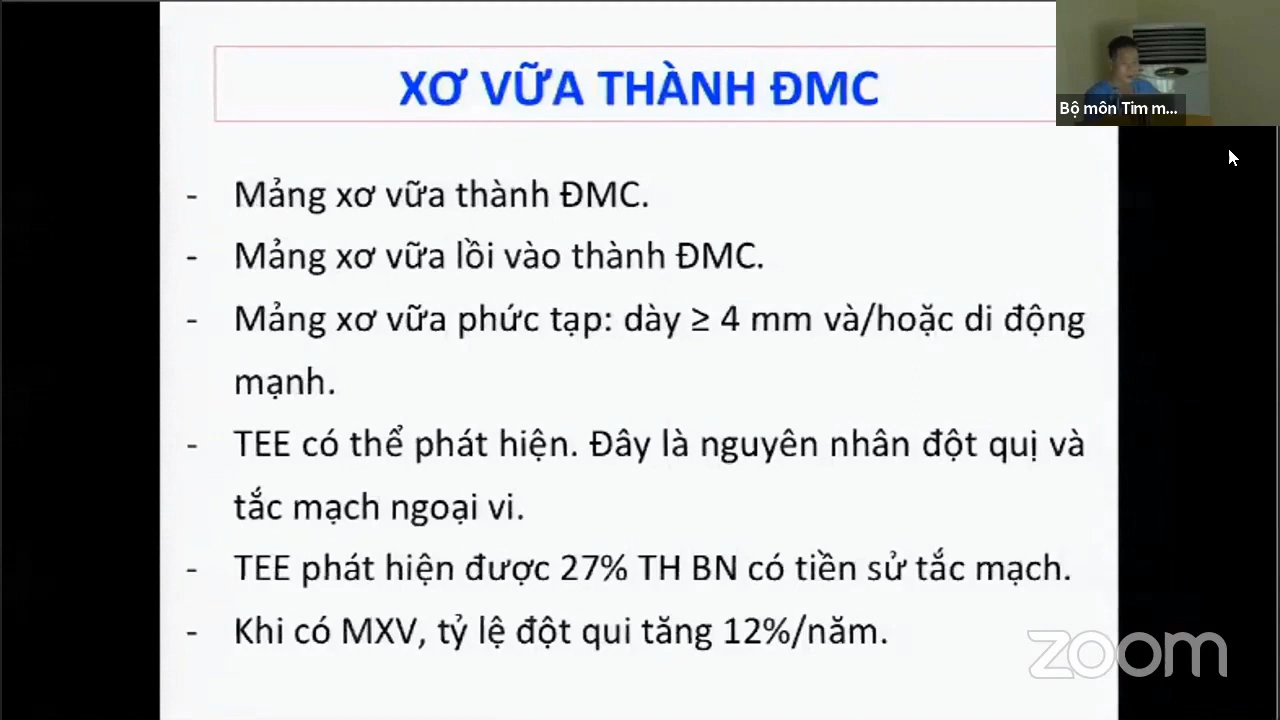 XƠ VỮA THÀNH ĐMC
Bộ môn Tim m...
- Mảng xơ vữa thành ĐMC.
- Mảng xơ vữa lồi vào thành ĐMC.
- Mảng xơ vữa phức tạp: dày ≥ 4 mm và/hoặc di động
mạnh.
- TEE có thể phát hiện. Đây là nguyên nhân đột quị và
tắc mạch ngoại vi.
- TEE phát hiện được 27% TH BN có tiền sử tắc mạch.
- Khi có MXV, tỷ lệ đột qui tăng 12%/năm.
zoom